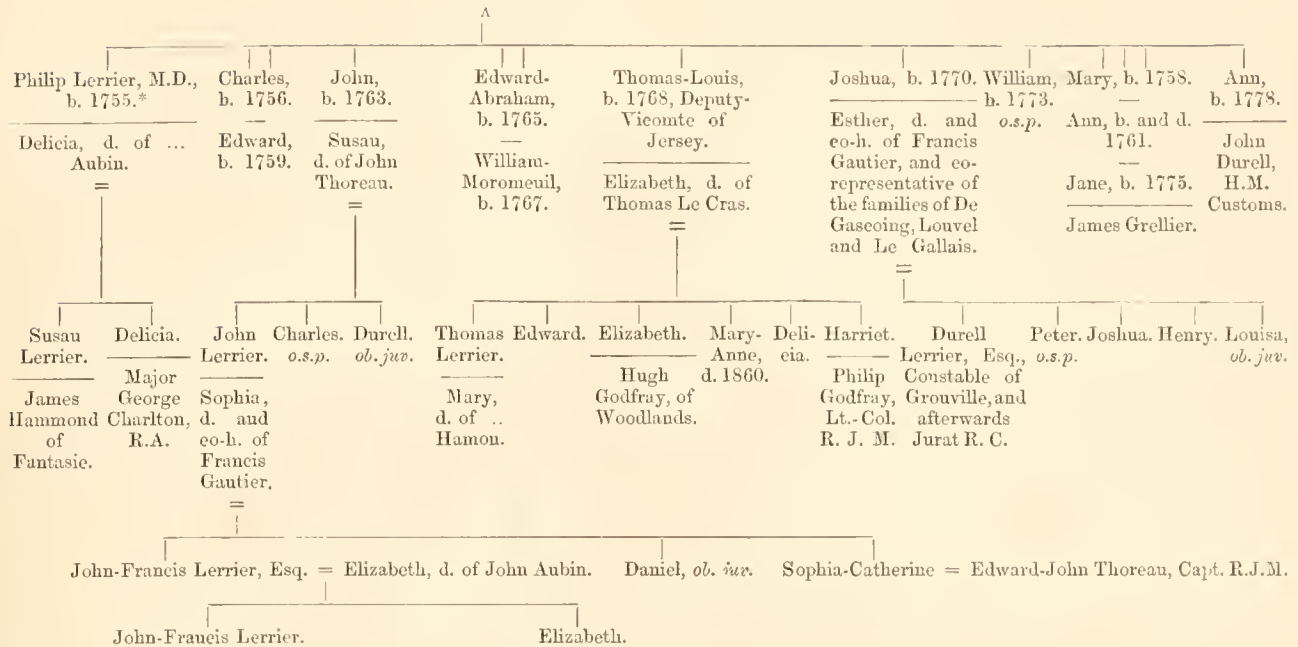 A
Philip Lerrier, M.D.,
b. 1755.*
Delicia, d. of ...
Aubin.
=
Charles,
b. 1756.
—
Edward,
b. 1759.
John,
b. 1763.
Susau,
d. of John
Thoreau.
=
Edward-
Abraham,
b. 1765.
—
William-
Moromeuil,
b. 1767.
Thomas-Louis,
b. 1768, Deputy-
Vicomte of
Jersey.
Elizabeth, d. of
Thomas Le Cras.
=
Joshua, b. 1770.
Esther, d. and
co-h. of Francis
Gautier, and co-
representative of
the families of De
Gascoing, Louvel
and Le Gallais.
=
William,
b. 1773.
o.s.p.
Mary, b. 1758.
—
Ann, b. and d.
1761.
—
Jane, b. 1775.
James Grellier.
Ann,
b. 1778.
John
Durell,
H.M.
Customs.
Susau
Lerrier.
James
Hammond
of
Fantasie.
Delicia.
Major
George
Charlton,
R.A.
John
Lerrier.
Sophia,
d. and
co-h. of
Francis
Gautier.
=
Charles.
o.s.p.
Durell.
ob. juv.
Thomas
Lerrier.
Mary,
d. of ..
Hamou.
Edward.
Elizabeth.
Hugh
Godfray, of
Woodlands.
Mary-
Anne,
d. 1860.
Deli-
cia.
Harriet.
Philip
Godfray,
Lt.-Col.
R. J. M.
Durell
Lerrier, Esq.,
Constable of
Grouville, and
afterwards
Jurat R. C.
Peter.
o.s.p.
Joshua.
Henry.
Louisa,
ob. juv.
John-Francis Lerrier, Esq. = Elizabeth, d. of John Aubin.
Daniel, ob. juv.
Sophia-Catherine = Edward-John Thoreau, Capt. R.J.M.
John-Fraucis Lerrier.
Elizabeth.